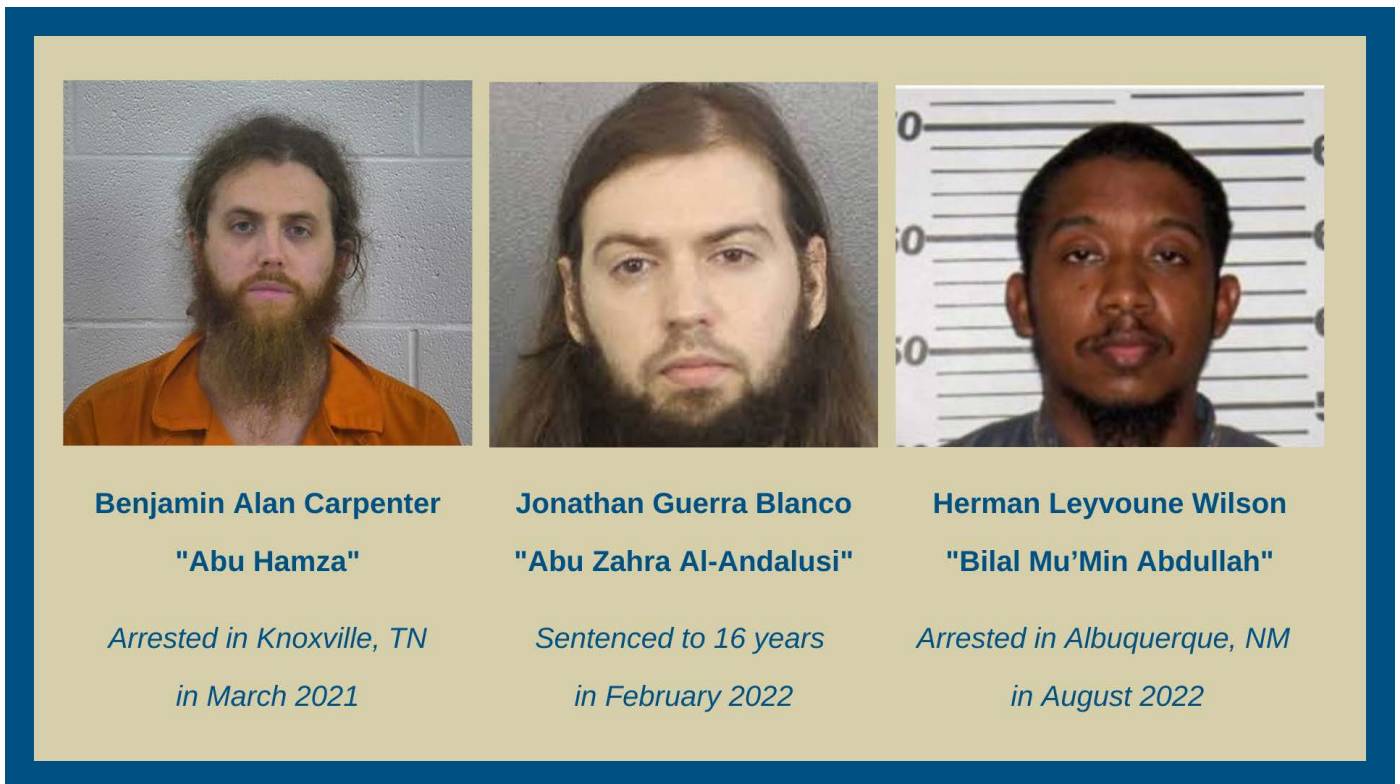 Benjamin Alan Carpenter
"Abu Hamza"
Arrested in Knoxville, TN
in March 2021
Jonathan Guerra Blanco
"Abu Zahra Al-Andalusi"
Sentenced to 16 years
in February 2022
Herman Leyvoune Wilson
"Bilal Mu’Min Abdullah"
Arrested in Albuquerque, NM
in August 2022